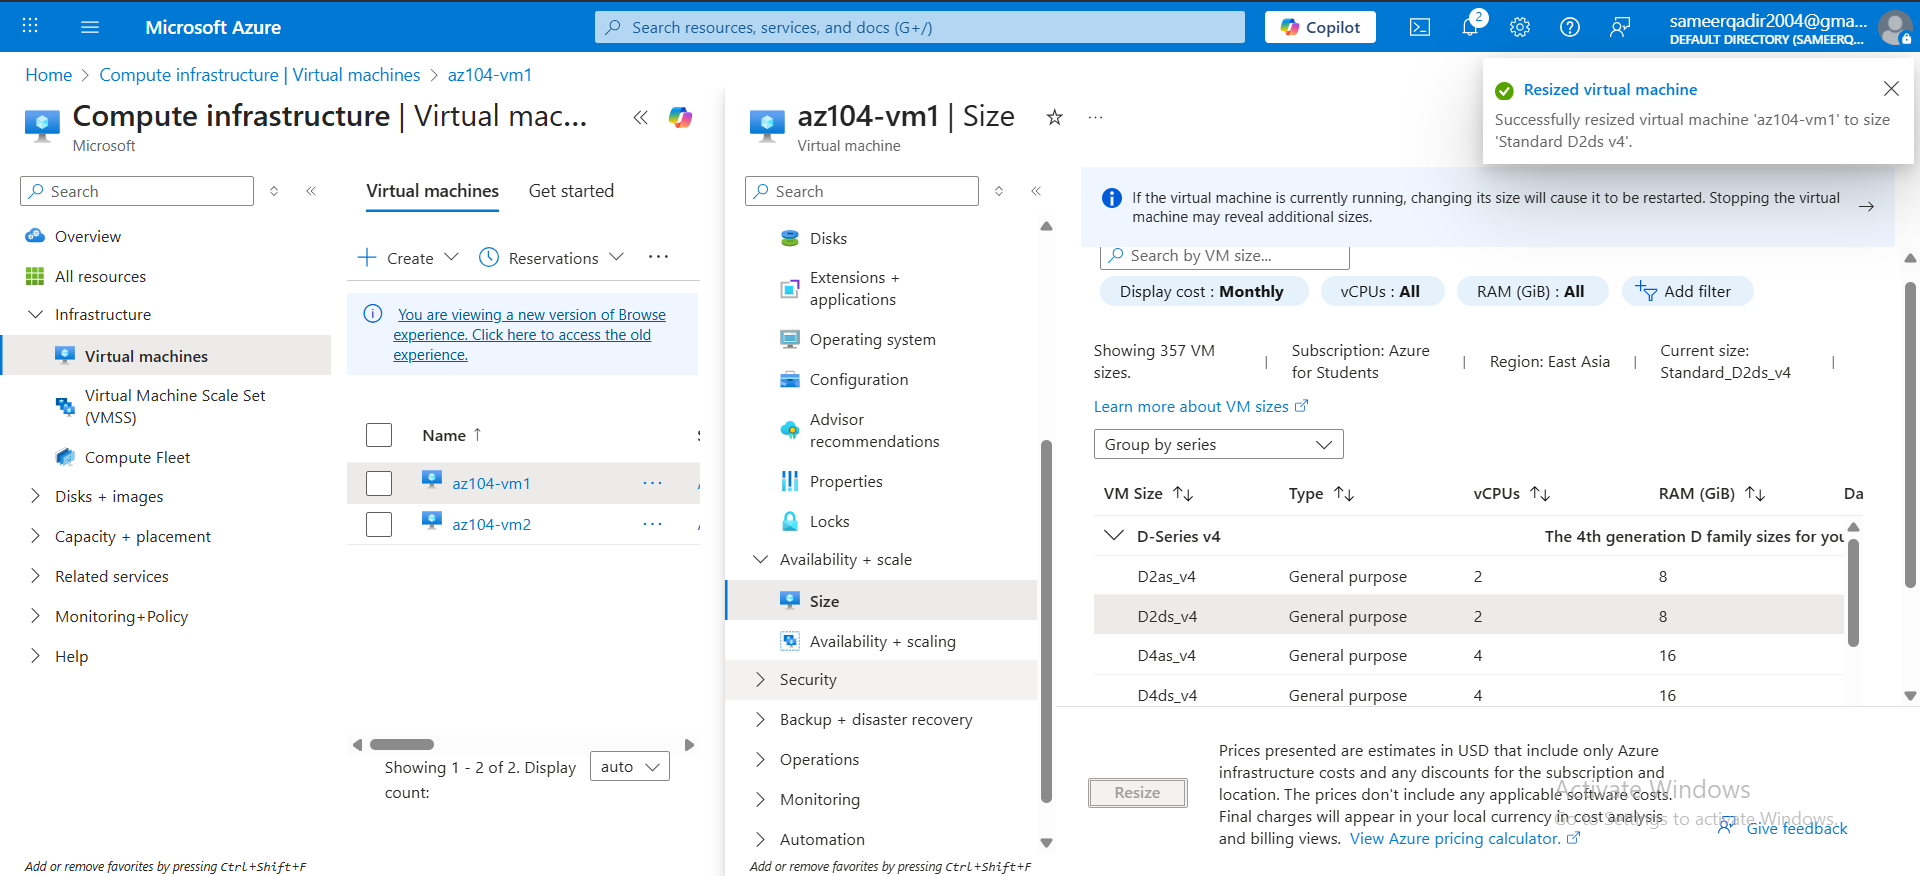 Microsoft Azure
Search resources, services, and docs (G+/)
Copilot
2
sameerqadir2004@gma...
DEFAULT DIRECTORY (SAMEERQ...
Home > Compute infrastructure | Virtual machines > az104-vm1
Resized virtual machine
Successfully resized virtual machine 'az104-vm1' to size
'Standard D2ds v4'.
Compute infrastructure | Virtual mac...
Microsoft
Search
Overview
All resources
Infrastructure
Virtual machines
Virtual Machine Scale Set
(VMSS)
Compute Fleet
Disks + images
Capacity + placement
Related services
Monitoring+Policy
Help
Add or remove favorites by pressing Ctrl+Shift+F
Virtual machines
Get started
Create
Reservations
You are viewing a new version of Browse
experience. Click here to access the old
experience.
Name ↑
az104-vm1
az104-vm2
Showing 1 - 2 of 2. Display
count:
auto
az104-vm1 | Size
Virtual machine
Search
Disks
Extensions +
applications
Operating system
Configuration
Advisor
recommendations
Properties
Locks
Availability + scale
Size
Availability + scaling
Security
Backup + disaster recovery
Operations
Monitoring
Automation
Add or remove favorites by pressing Ctrl+Shift+F
If the virtual machine is currently running, changing its size will cause it to be restarted. Stopping the virtual
machine may reveal additional sizes.
Search by VM size...
Display cost : Monthly
vCPUs : All
RAM (GiB) : All
Add filter
Showing 357 VM
sizes.
Subscription: Azure
for Students
Region: East Asia
Current size:
Standard_D2ds_v4
Learn more about VM sizes
Group by series
VM Size ↑↓ Type ↑↓ vCPUs ↑↓ RAM (GiB) ↑↓ Da
D-Series v4 The 4th generation D family sizes for you
D2as_v4 General purpose 2 8
D2ds_v4 General purpose 2 8
D4as_v4 General purpose 4 16
D4ds_v4 General purpose 4 16
Resize
Prices presented are estimates in USD that include only Azure
infrastructure costs and any discounts for the subscription and
location. The prices don't include any applicable software costs.
Final charges will appear in your local currency in cost analysis
and billing views. View Azure pricing calculator.
Activate Windows
Go to Settings to activate Windows.
Give feedback